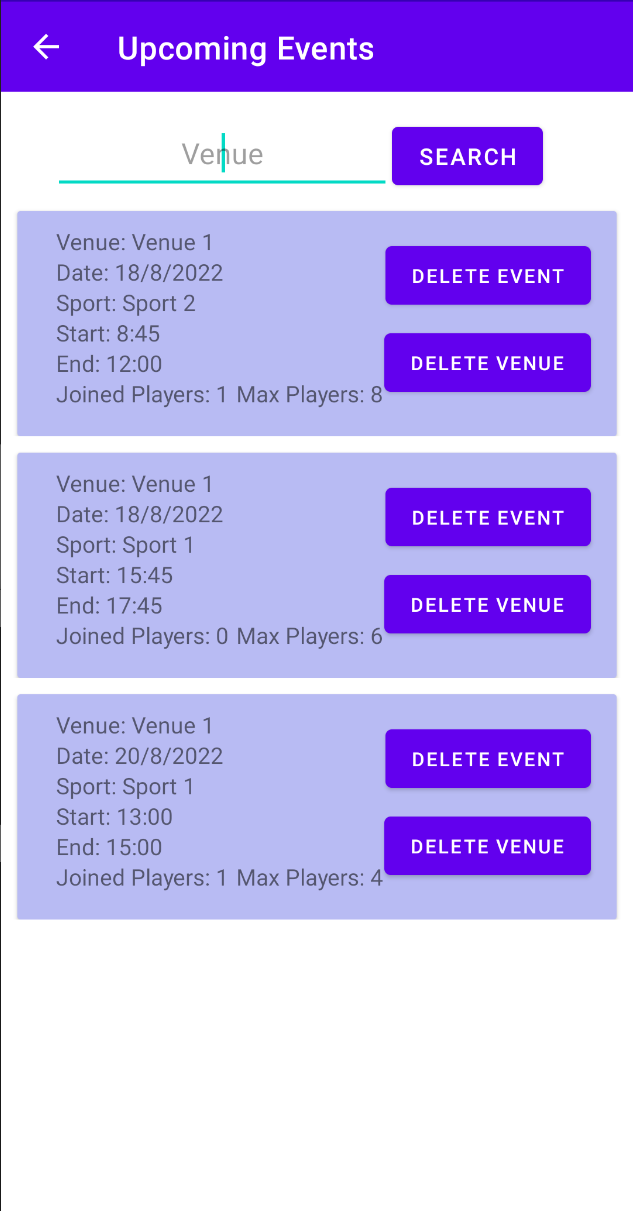 Upcoming Events
Venue
SEARCH
Venue: Venue 1
Date: 18/8/2022
Sport: Sport 2
Start: 8:45
End: 12:00
Joined Players: 1 Max Players: 8
DELETE EVENT
DELETE VENUE
Venue: Venue 1
Date: 18/8/2022
Sport: Sport 1
Start: 15:45
End: 17:45
Joined Players: 0 Max Players: 6
DELETE EVENT
DELETE VENUE
Venue: Venue 1
Date: 20/8/2022
Sport: Sport 1
Start: 13:00
End: 15:00
Joined Players: 1 Max Players: 4
DELETE EVENT
DELETE VENUE